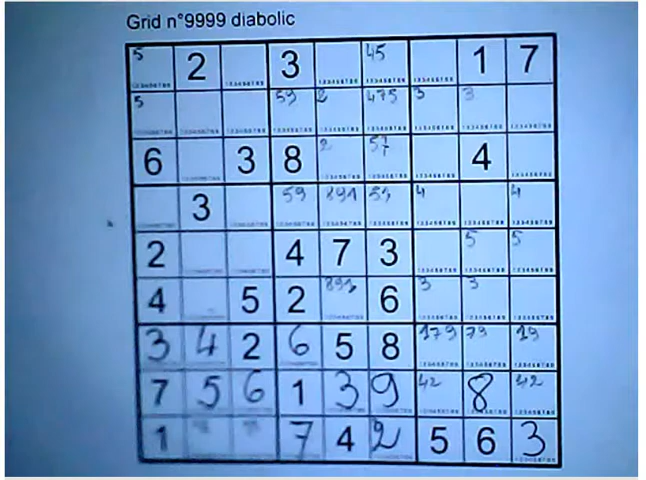 Grid n°9999 diabolic
5 2 3 45 1 7
5 59 2 475 3 3
6 3 8 2 57 4
3 59 891 51 4 4
2 4 7 3 5 5
4 5 2 891 6 3 3
3 4 2 6 5 8 179 79 19
7 5 6 1 3 9 42 8 42
1 7 4 2 5 6 3